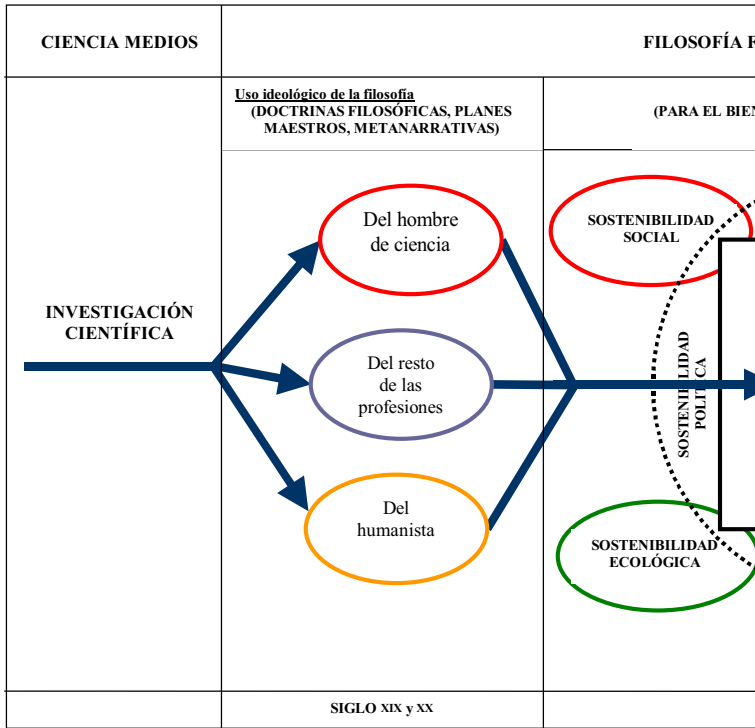 CIENCIA MEDIOS
FILOSOFÍA F
Uso ideológico de la filosofía
(DOCTRINAS FILOSÓFICAS, PLANES
MAESTROS, METANARRATIVAS)
(PARA EL BIEN
INVESTIGACIÓN
CIENTÍFICA
Del hombre
de ciencia
Del resto
de las
profesiones
Del
humanista
SOSTENIBILIDAD
SOCIAL
SOSTENIBILIDAD
POLITICA
SOSTENIBILIDAD
ECOLÓGICA
SIGLO XIX y XX